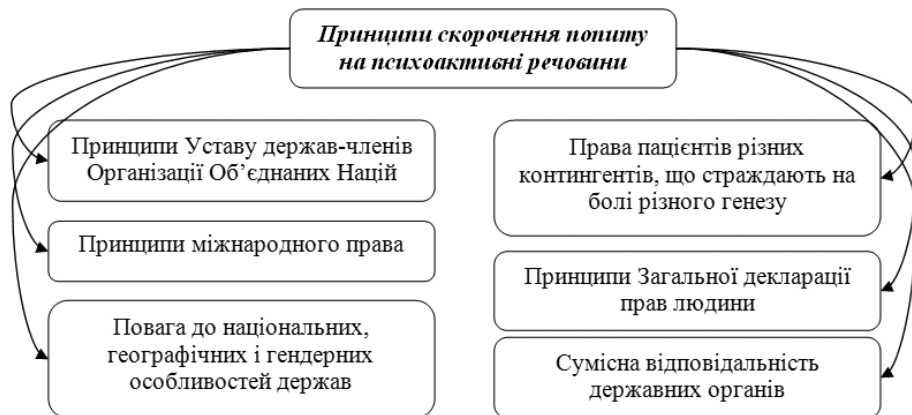 Принципи скорочення попиту
на психоактивні речовини
Принципи Уставу держав-членів
Організації Об’єднаних Націй
Принципи міжнародного права
Повага до національних,
географічних і гендерних
особливостей держав
Права пацієнтів різних
контингентів, що страждають на
болі різного генезу
Принципи Загальної декларації
прав людини
Сумісна відповідальність
державних органів